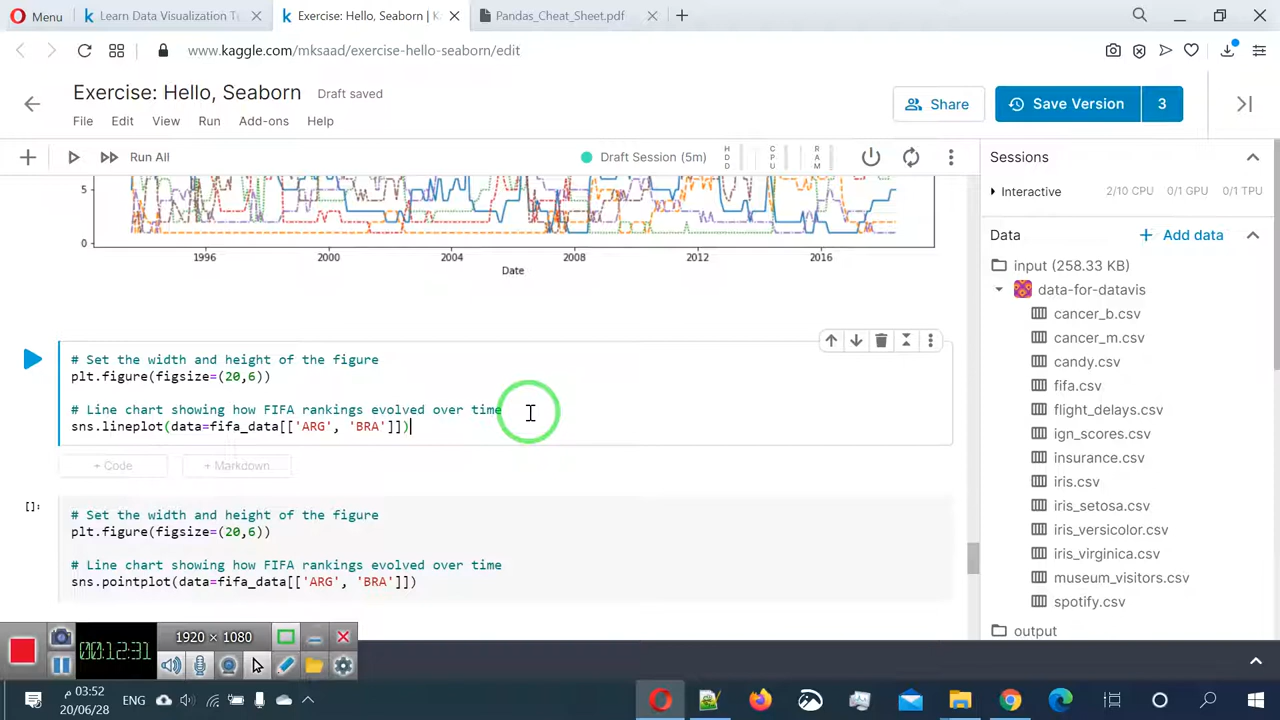 Menu
Learn Data Visualization T
Exercise: Hello, Seaborn | K
Pandas_Cheat_Sheet.pdf
www.kaggle.com/mksaad/exercise-hello-seaborn/edit
Exercise: Hello, Seaborn
Draft saved
Share
Save Version
3
File
Edit
View
Run
Add-ons
Help
Run All
Draft Session (5m)
HDD
CPU
RAM
5
0
1996
2000
2004
2008
2012
2016
Date
# Set the width and height of the figure
plt.figure(figsize=(20,6))
# Line chart showing how FIFA rankings evolved over time
sns.lineplot(data=fifa_data[['ARG', 'BRA']])
+ Code
+ Markdown
[]:
# Set the width and height of the figure
plt.figure(figsize=(20,6))
# Line chart showing how FIFA rankings evolved over time
sns.pointplot(data=fifa_data[['ARG', 'BRA']])
Sessions
Interactive
2/10 CPU
0/1 GPU
0/1 TPU
Data
+ Add data
input (258.33 KB)
data-for-datavis
cancer_b.csv
cancer_m.csv
candy.csv
fifa.csv
flight_delays.csv
ign_scores.csv
insurance.csv
iris.csv
iris_setosa.csv
iris_versicolor.csv
iris_virginica.csv
museum_visitors.csv
spotify.csv
output
1920 × 1080
00:12:31
03:52 م
20/06/28
ENG